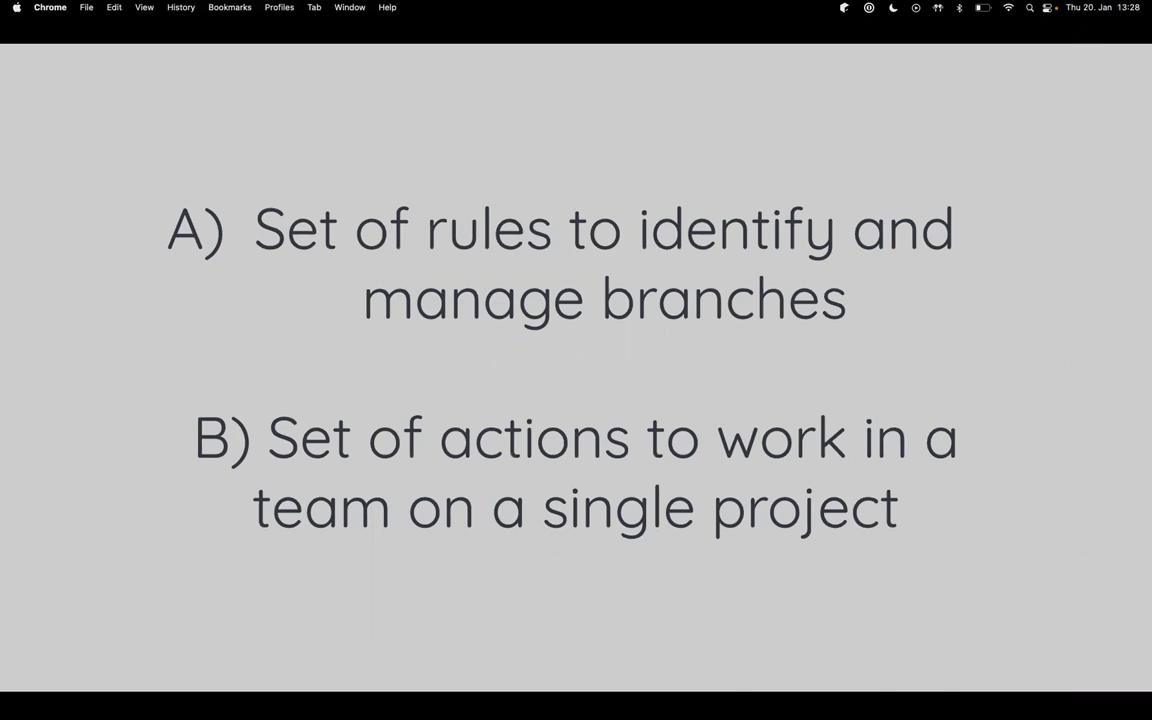 Chrome File Edit View History Bookmarks Profiles Tab Window Help Thu 20. Jan 13:28
A) Set of rules to identify and
manage branches
B) Set of actions to work in a
team on a single project